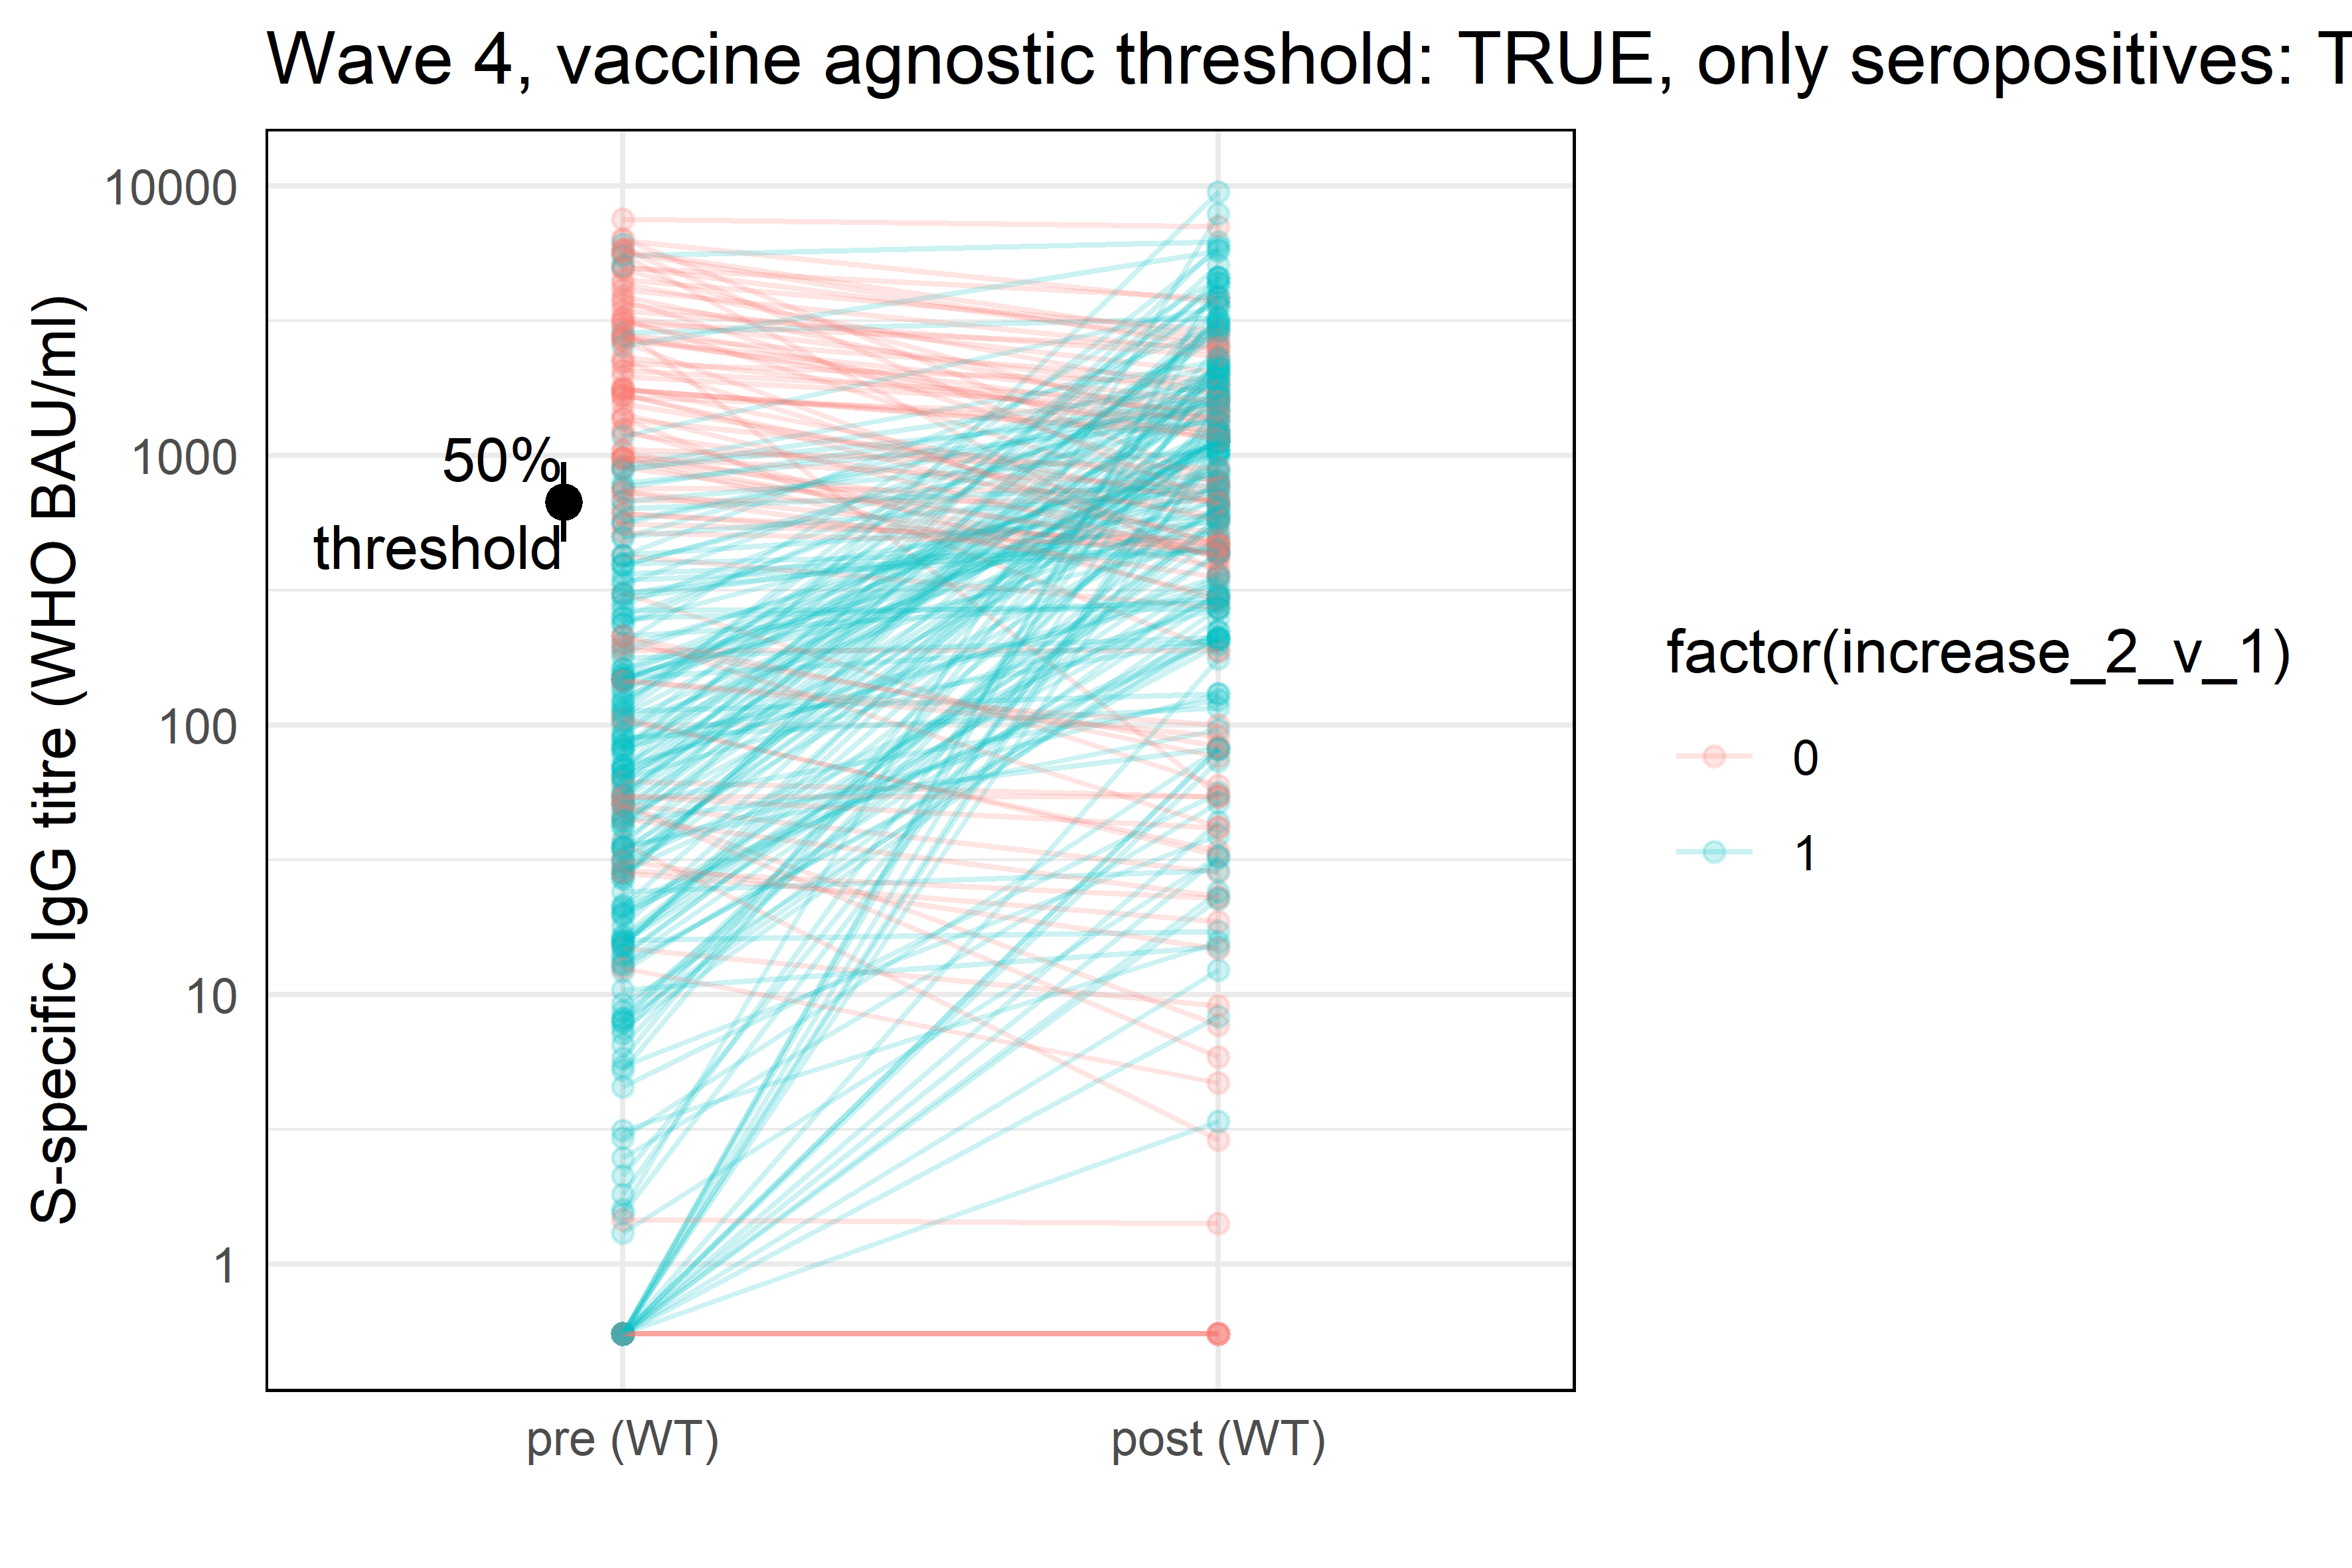 Wave 4, vaccine agnostic threshold: TRUE, only seropositives: T
S-specific IgG titre (WHO BAU/ml)
10000
1000
100
10
1
50%
threshold
pre (WT)
post (WT)
factor(increase_2_v_1)
0
1